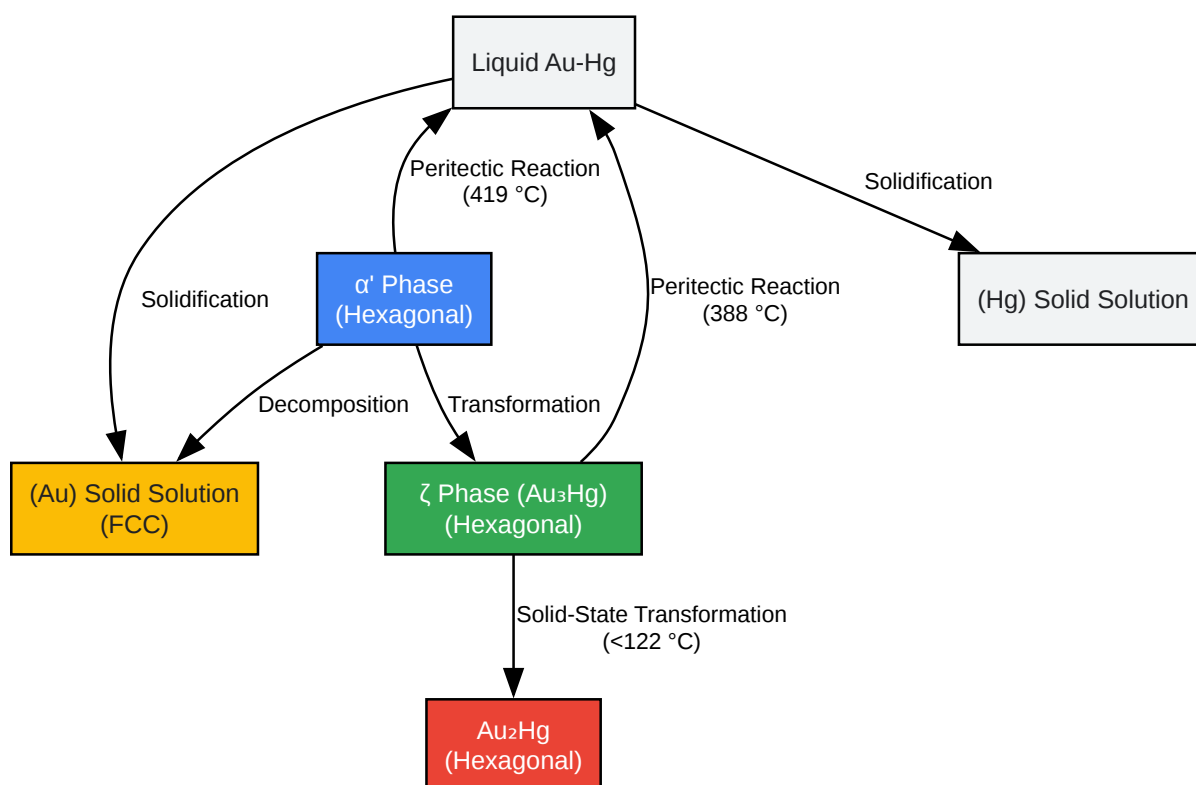 Liquid Au-Hg
Peritectic Reaction
(419 °C)
Solidification
α' Phase
(Hexagonal)
Solidification
Peritectic Reaction
(388 °C)
(Hg) Solid Solution
Decomposition
Transformation
(Au) Solid Solution
(FCC)
ζ Phase (Au₃Hg)
(Hexagonal)
Solid-State Transformation
(<122 °C)
Au₂Hg
(Hexagonal)